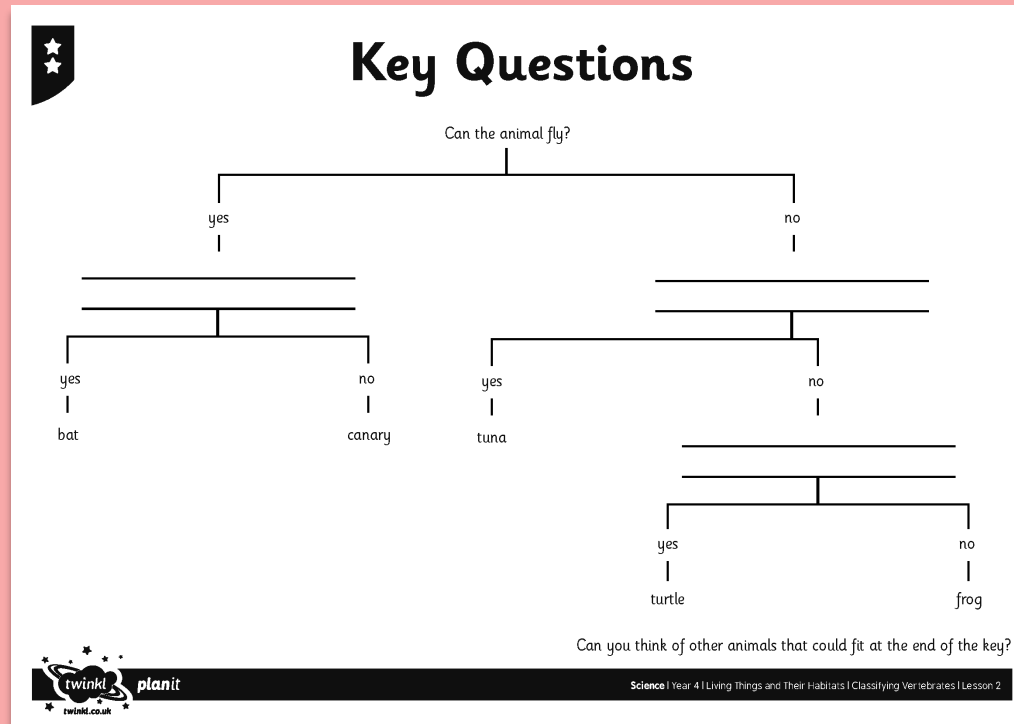 Key Questions
Can the animal fly?
yes
no
yes
no
yes
no
bat
canary
tuna
yes
no
turtle
frog
Can you think of other animals that could fit at the end of the key?
twinkl planit
twinkl.co.uk
Science | Year 4 | Living Things and Their Habitats | Classifying Vertebrates | Lesson 2